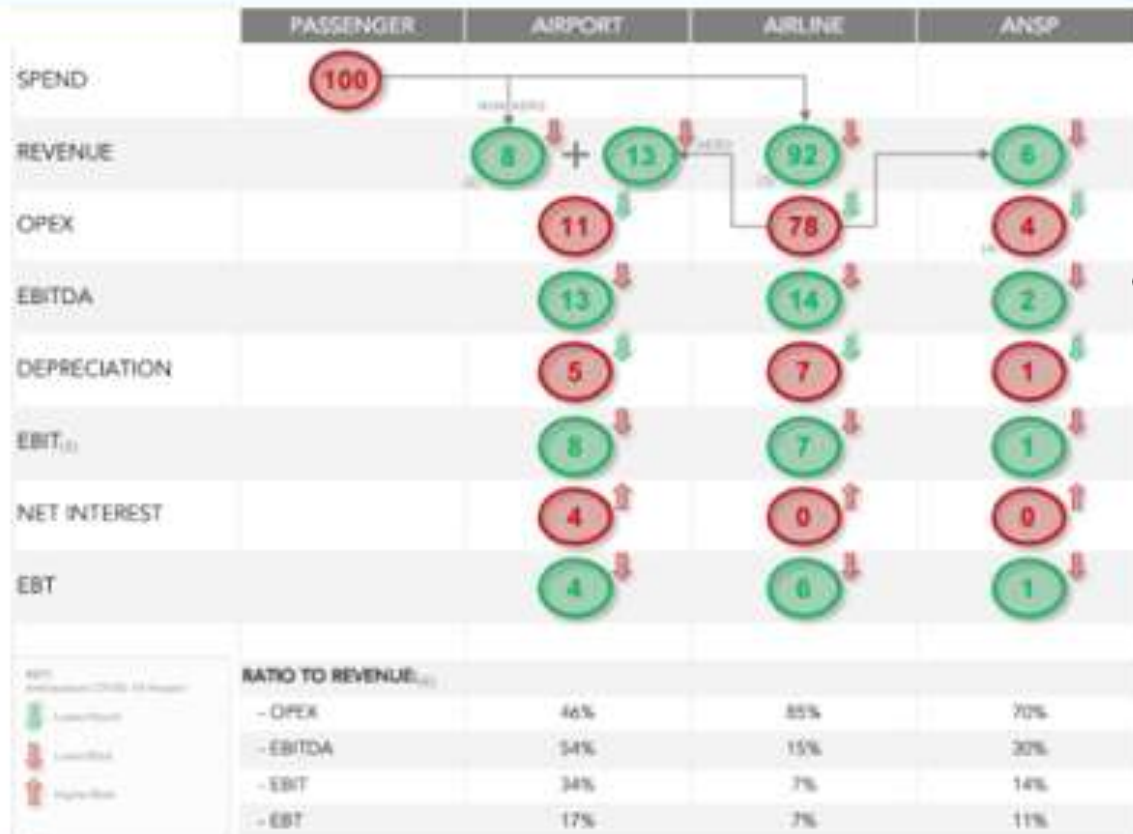 PASSENGER AIRPORT AIRLINE ANSP
SPEND 100
REVENUE 8 + 13 92 6
OPEX 11 78 4
EBITDA 13 14 2
DEPRECIATION 5 7 1
EBIT 8 7 1
NET INTEREST 4 0 0
EBT 4 6 1
RATIO TO REVENUE
- OPEX 46% 85% 70%
- EBITDA 54% 15% 30%
- EBIT 34% 7% 14%
- EBT 17% 7% 11%